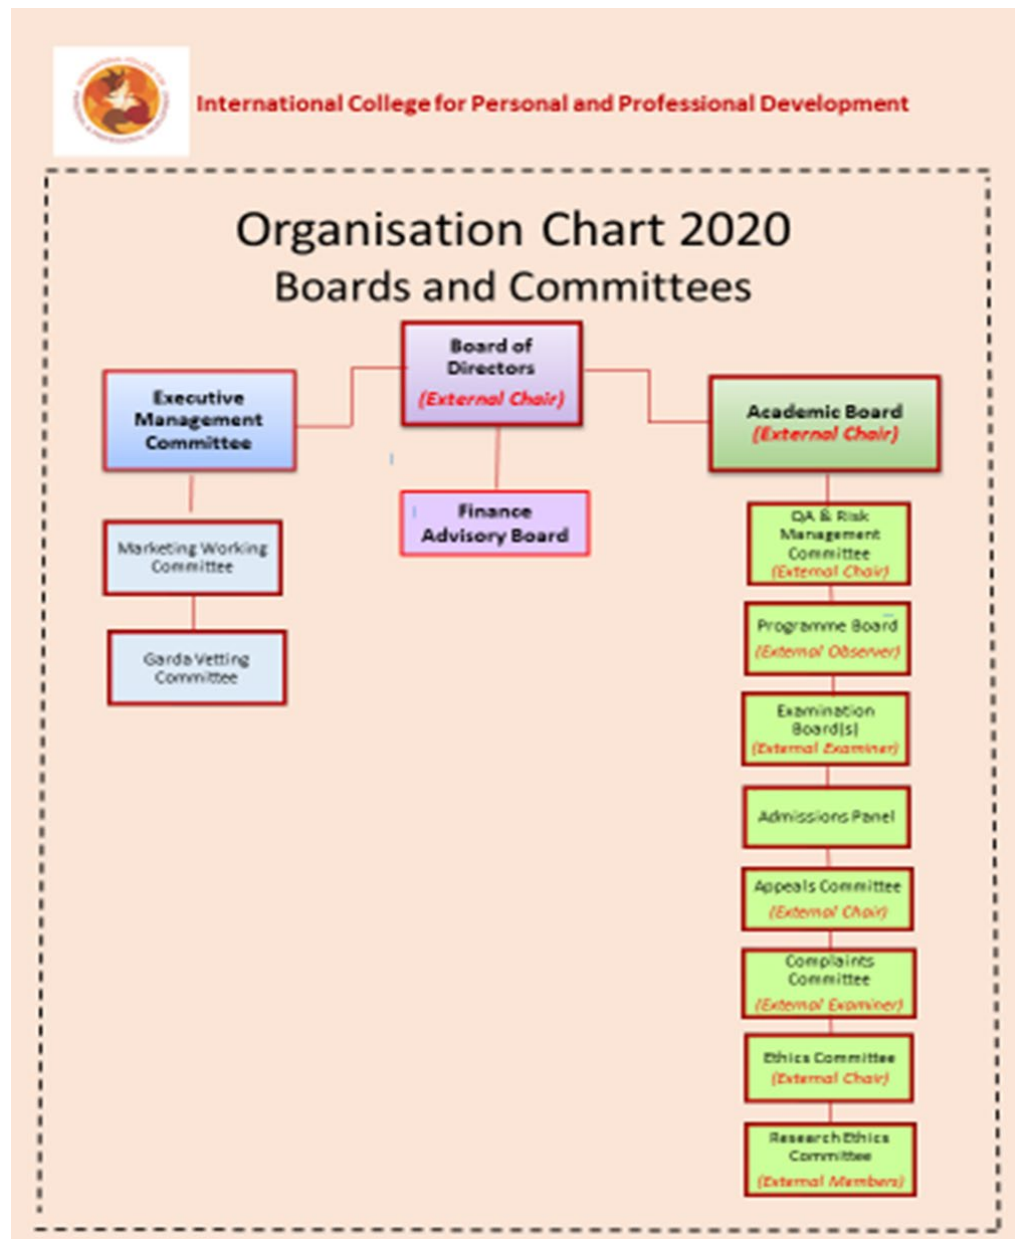 International College for Personal and Professional Development
Organisation Chart 2020
Boards and Committees
Board of
Directors
(External Chair)
Executive
Management
Committee
Academic Board
(External Chair)
Finance
Advisory Board
Marketing Working
Committee
Garda Vetting
Committee
QA & Risk
Management
Committee
(External Chair)
Programme Board
(External Observer)
Examination
Board(s)
(External Examiner)
Admissions Panel
Appeals Committee
(External Chair)
Complaints
Committee
(External Examiner)
Ethics Committee
(External Chair)
Research Ethics
Committee
(External Members)